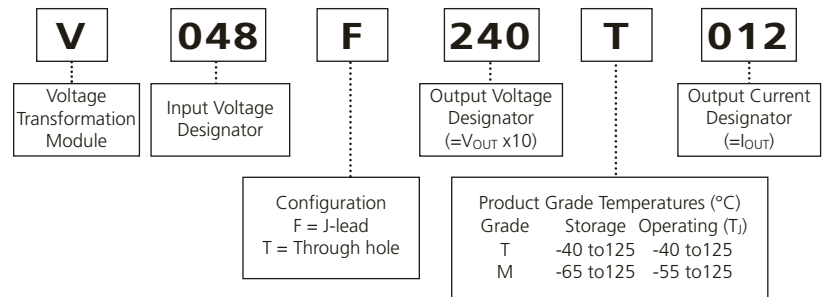 V 048 F 240 T 012
Voltage
Transformation
Module
Input Voltage
Designator
Output Voltage
Designator
(=VOUT x10)
Output Current
Designator
(=IOUT)
Configuration
F = J-lead
T = Through hole
Product Grade Temperatures (°C)
Grade Storage Operating (TJ)
T -40 to125 -40 to125
M -65 to125 -55 to125